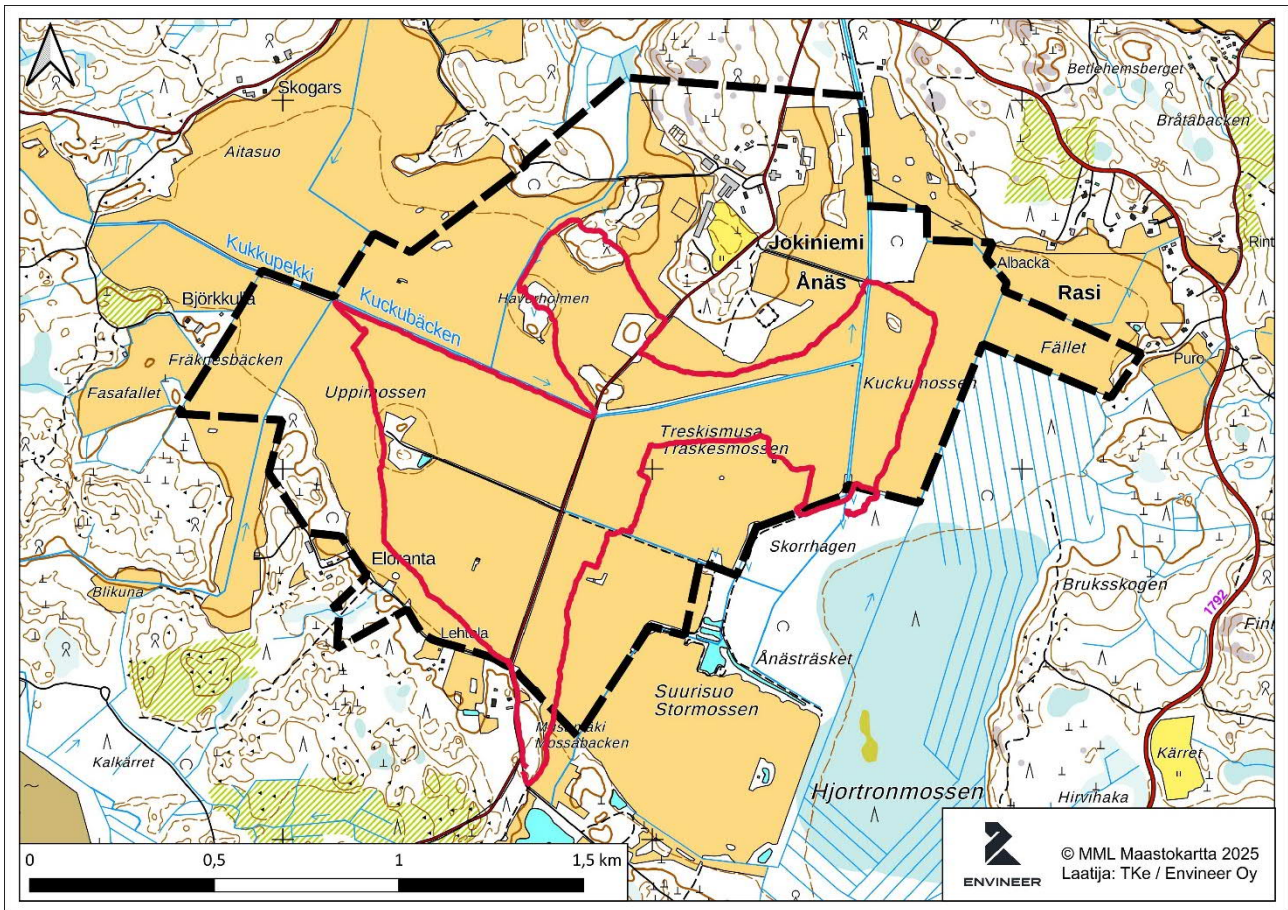 Skogars
Betlehemsberget
Bråtabacken
Aitasuo
35
Kukkupekki
Kuckubäcken
Jokiniemi
Ånäs
Albacka
Rasi
Björkkulla
Haverholmen
Fräknesbäcken
Fasafallet
Uppimossen
Kuckumossen
Fället
Puro
Treskismusa
Träskesmossen
20
Skorrhagen
Eloranta
Blikuna
Lehtola
Bruksskogen
1792
Ånästräsket
Suurisuo
Stormossen
Mossabacken
Kalkärret
Kärret
Hjortronmossen
Hirvihaka
0
0,5
1
1,5 km
ENVINEER
© MML Maastokartta 2025
Laatija: TKe / Envineer Oy